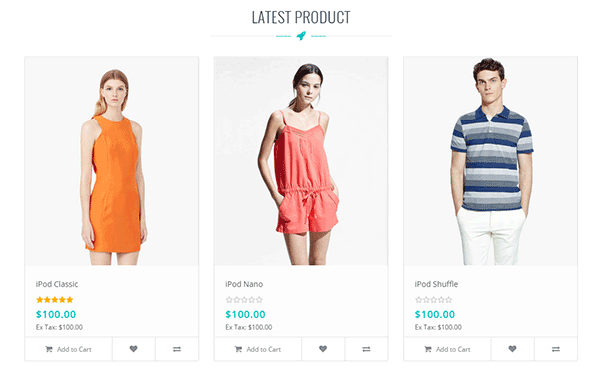 LATEST PRODUCT
iPod Classic
$100.00
Ex Tax: $100.00
Add to Cart
iPod Nano
$100.00
Ex Tax: $100.00
Add to Cart
iPod Shuffle
$100.00
Ex Tax: $100.00
Add to Cart